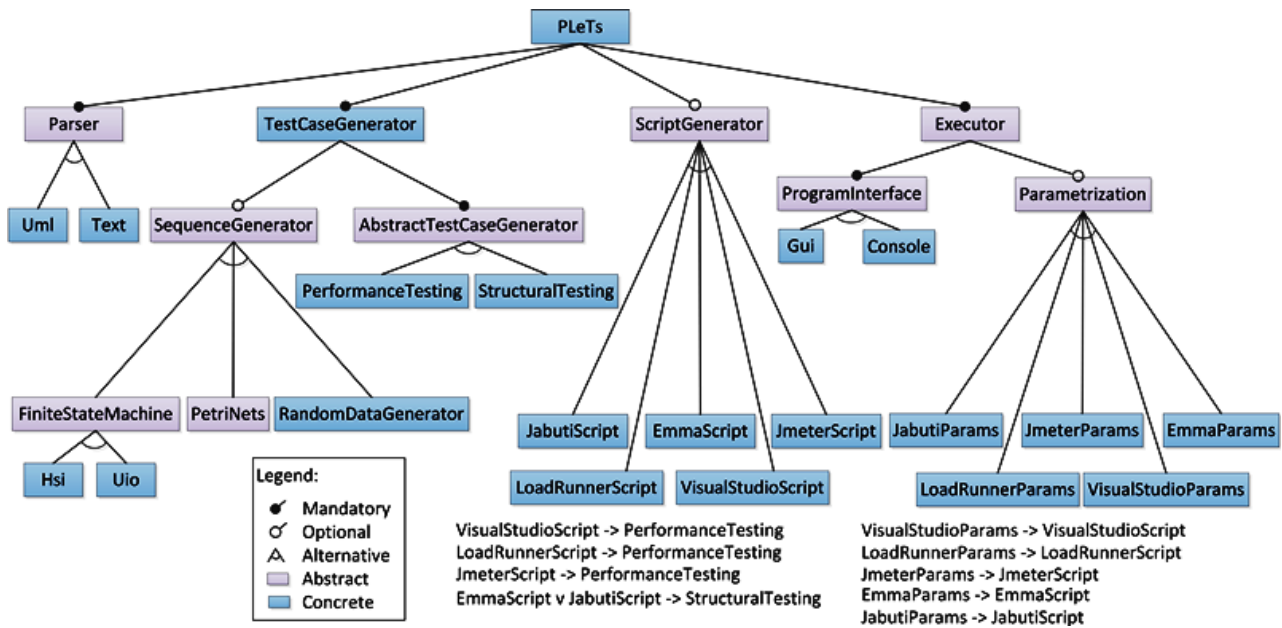 PLeTs
Parser
TestCaseGenerator
ScriptGenerator
Executor
Uml
Text
SequenceGenerator
AbstractTestCaseGenerator
ProgramInterface
Parametrization
Gui
Console
PerformanceTesting
StructuralTesting
FiniteStateMachine
PetriNets
RandomDataGenerator
Hsi
Uio
JabutiScript
EmmaScript
JmeterScript
LoadRunnerScript
VisualStudioScript
JabutiParams
JmeterParams
EmmaParams
LoadRunnerParams
VisualStudioParams
Legend:
Mandatory
Optional
Alternative
Abstract
Concrete
VisualStudioScript -> PerformanceTesting
LoadRunnerScript -> PerformanceTesting
JmeterScript -> PerformanceTesting
EmmaScript v JabutiScript -> StructuralTesting
VisualStudioParams -> VisualStudioScript
LoadRunnerParams -> LoadRunnerScript
JmeterParams -> JmeterScript
EmmaParams -> EmmaScript
JabutiParams -> JabutiScript